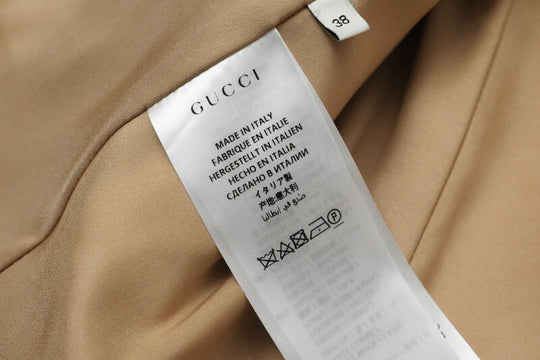 38
GUCCI
MADE IN ITALY
FABRIQUE EN ITALIE
HERGESTELLT IN ITALIEN
HECHO EN ITALIA
СДЕЛАНО В ИТАЛИИ
イタリア製
产地:意大利
صنع في إيطاليا
P